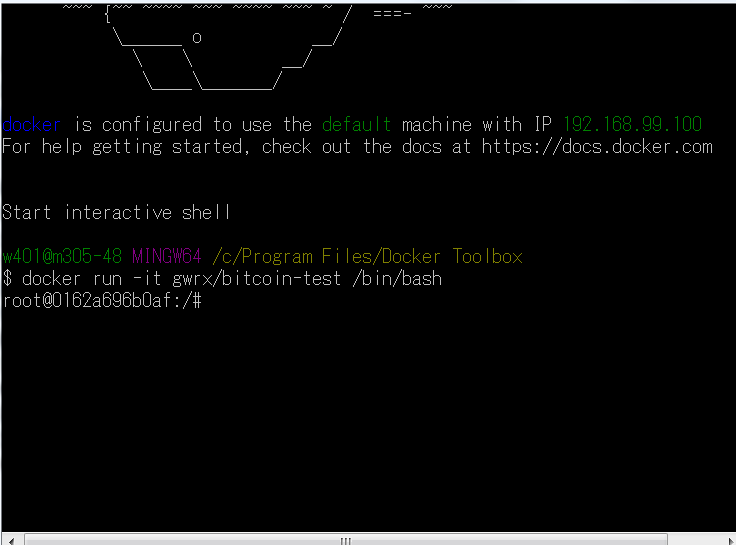 docker is configured to use the default machine with IP 192.168.99.100
For help getting started, check out the docs at https://docs.docker.com
Start interactive shell
w401@m305-48 MINGW64 /c/Program Files/Docker Toolbox
$ docker run -it gwrx/bitcoin-test /bin/bash
root@0162a696b0af:/#